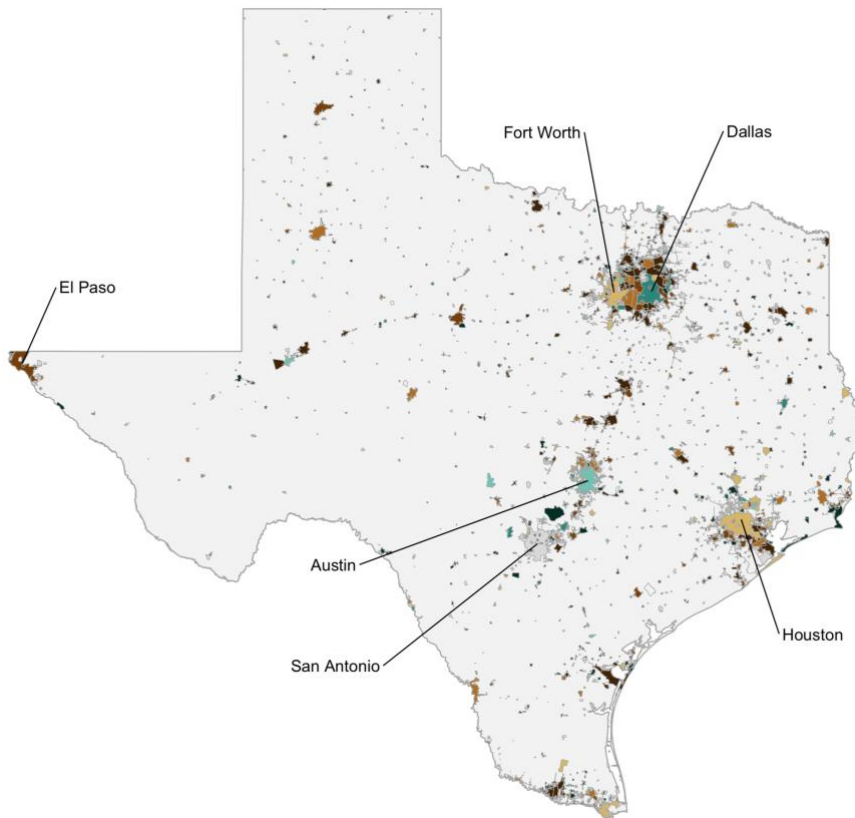 Fort Worth
Dallas
El Paso
Austin
San Antonio
Houston